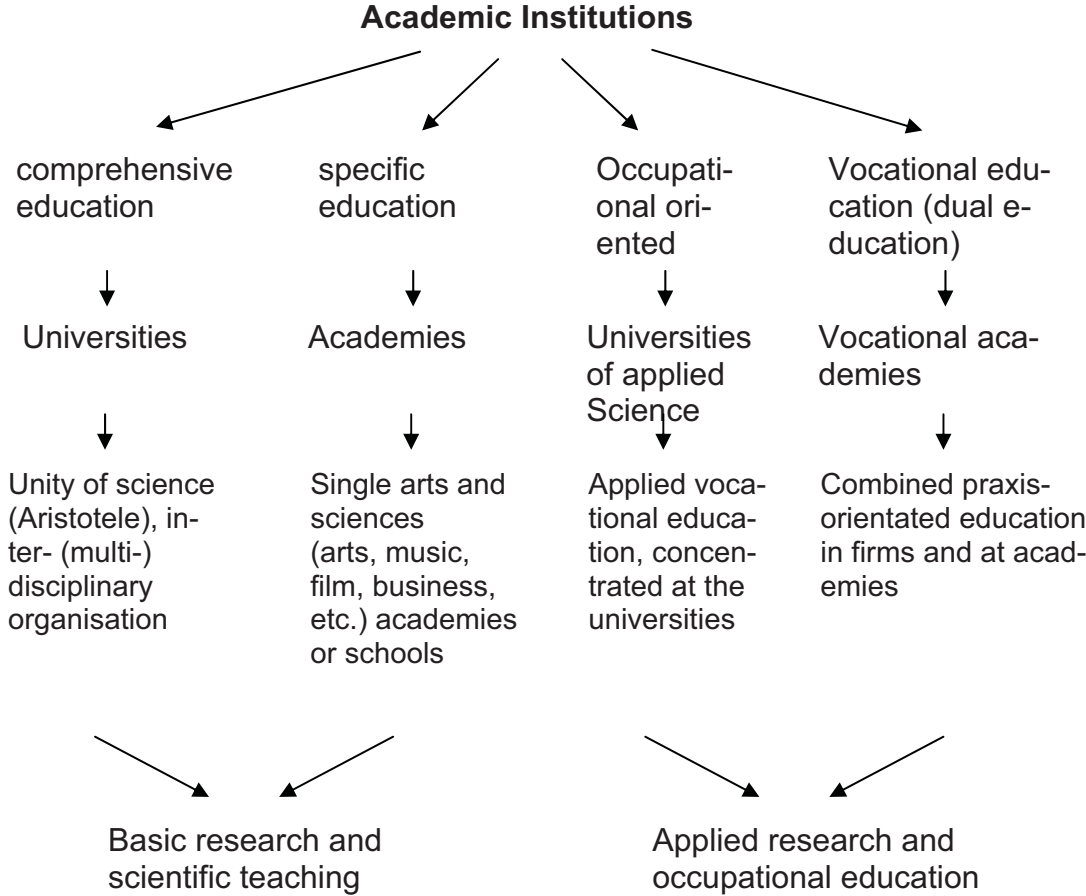 Academic Institutions
comprehensive
education
specific
education
Occupati-
onal ori-
ented
Vocational edu-
cation (dual e-
ducation)
Universities
Academies
Universities
of applied
Science
Vocational aca-
demies
Unity of science
(Aristotele), in-
ter- (multi-)
disciplinary
organisation
Single arts and
sciences
(arts, music,
film, business,
etc.) academies
or schools
Applied voca-
tional educa-
tion, concen-
trated at the
universities
Combined praxis-
orientated education
in firms and at acad-
emies
Basic research and
scientific teaching
Applied research and
occupational education